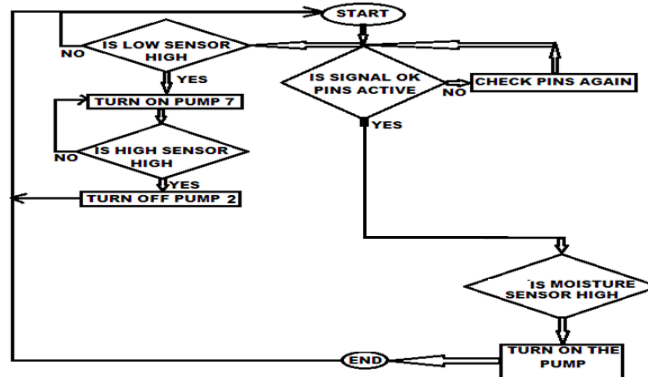 START
IS LOW SENSOR
HIGH
NO
YES
IS SIGNAL OK
PINS ACTIVE
NO
CHECK PINS AGAIN
YES
TURN ON PUMP 7
IS HIGH SENSOR
HIGH
NO
YES
TURN OFF PUMP 2
IS MOISTURE
SENSOR HIGH
TURN ON THE
PUMP
END